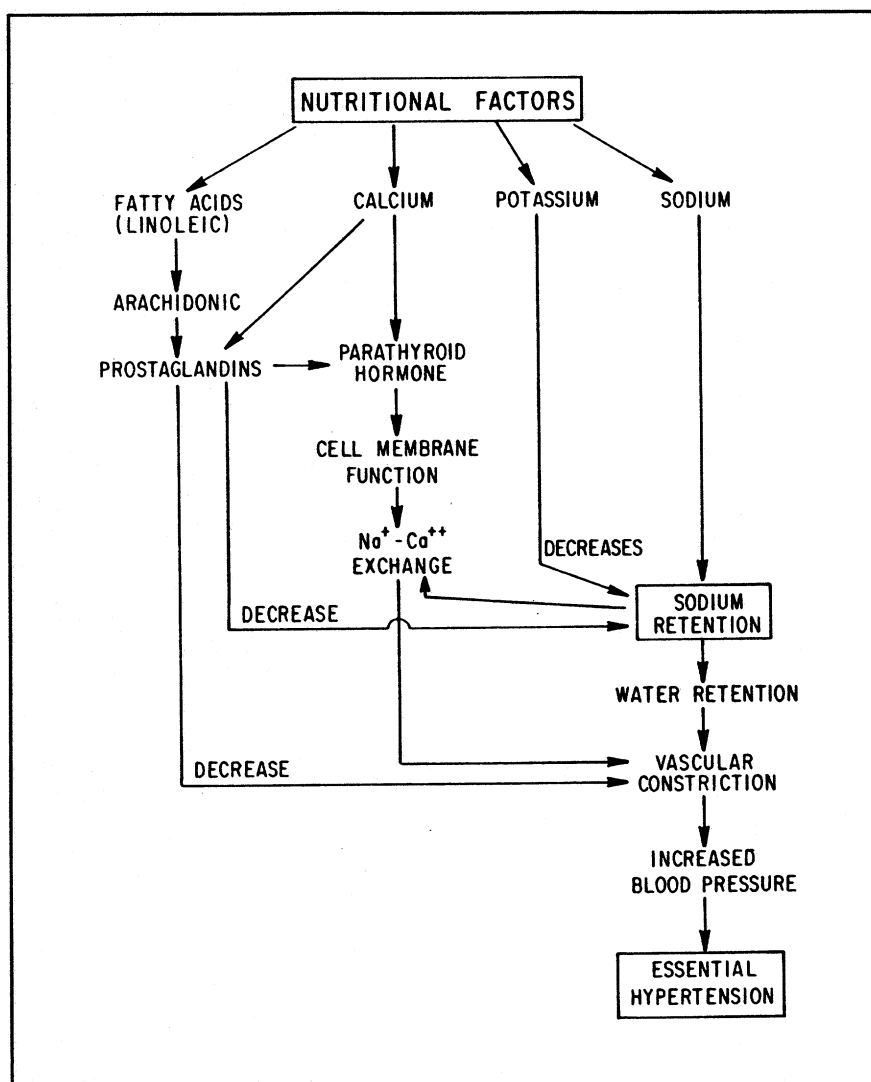 NUTRITIONAL FACTORS
FATTY ACIDS
(LINOLEIC)
CALCIUM
POTASSIUM
SODIUM
ARACHIDONIC
PROSTAGLANDINS
PARATHYROID
HORMONE
CELL MEMBRANE
FUNCTION
Na⁺-Ca⁺⁺
EXCHANGE
DECREASES
DECREASE
SODIUM
RETENTION
WATER RETENTION
DECREASE
VASCULAR
CONSTRICTION
INCREASED
BLOOD PRESSURE
ESSENTIAL
HYPERTENSION